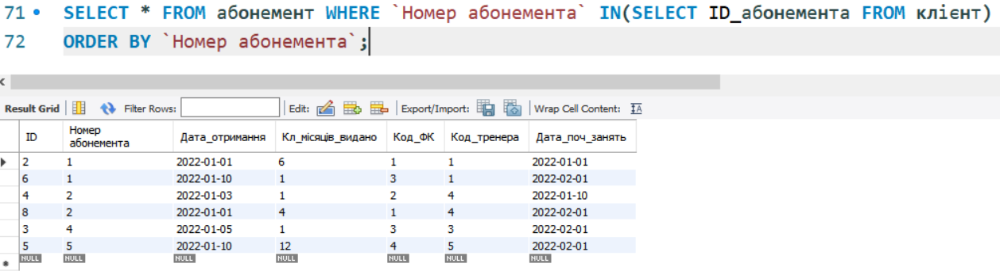 71 SELECT * FROM абонемент WHERE `Номер абонемента` IN(SELECT ID_абонемента FROM клієнт)
72 ORDER BY `Номер абонемента`;
Result Grid Filter Rows: Edit: Export/Import: Wrap Cell Content:
ID Номер абонемента Дата_отримання Кл_місяців_видано Код_ФК Код_тренера Дата_поч_занять
2 1 2022-01-01 6 1 1 2022-01-01
6 1 2022-01-10 1 3 1 2022-02-01
4 2 2022-01-03 1 2 4 2022-01-10
8 2 2022-01-01 4 1 4 2022-02-01
3 4 2022-01-05 1 3 3 2022-02-01
5 5 2022-01-10 12 4 5 2022-02-01
NULL NULL NULL NULL NULL NULL NULL